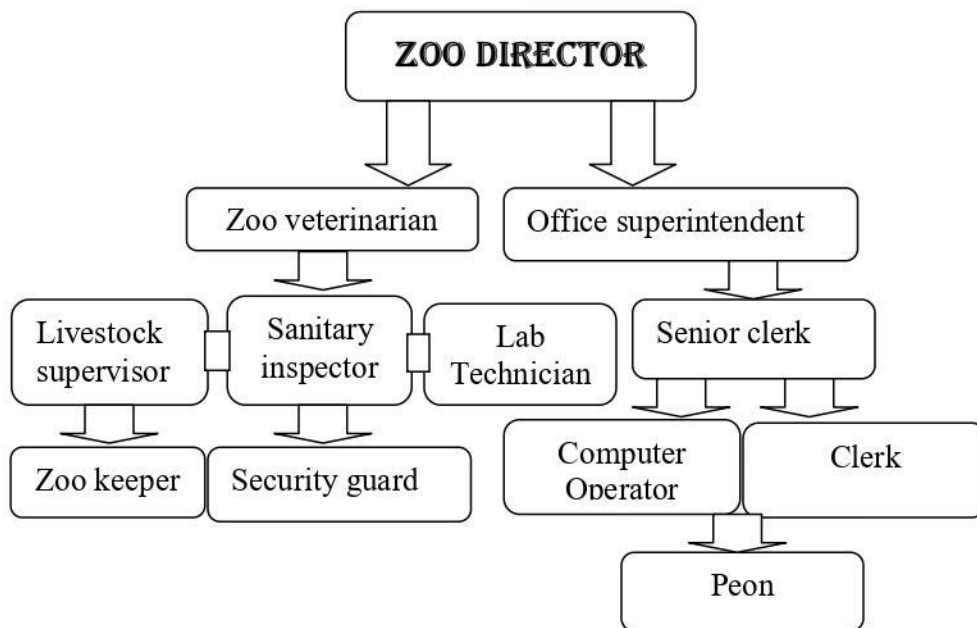 ZOO DIRECTOR
Zoo veterinarian
Office superintendent
Livestock
supervisor
Sanitary
inspector
Lab
Technician
Senior clerk
Zoo keeper
Security guard
Computer
Operator
Clerk
Peon